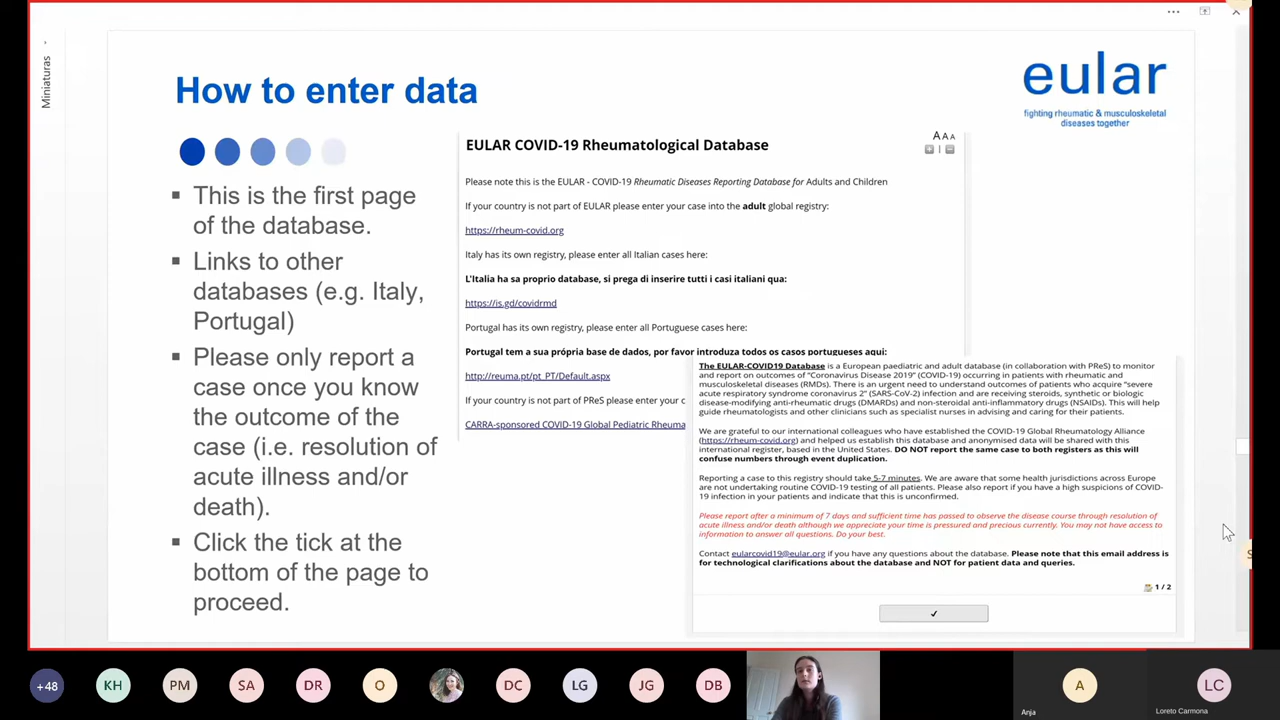 Miniaturas
How to enter data
eular
fighting rheumatic & musculoskeletal
diseases together
▪ This is the first page
of the database.
▪ Links to other
databases (e.g. Italy,
Portugal)
▪ Please only report a
case once you know
the outcome of the
case (i.e. resolution of
acute illness and/or
death).
▪ Click the tick at the
bottom of the page to
proceed.
EULAR COVID-19 Rheumatological Database
A A A
Please note this is the EULAR - COVID-19 Rheumatic Diseases Reporting Database for Adults and Children
If your country is not part of EULAR please enter your case into the adult global registry:
https://rheum-covid.org
Italy has its own registry, please enter all Italian cases here:
L'Italia ha sa proprio database, si prega di inserire tutti i casi italiani qua:
https://is.gd/covidrmd
Portugal has its own registry, please enter all Portuguese cases here:
Portugal tem a sua própria base de dados, por favor introduza todos os casos portugueses aqui:
http://reuma.pt/pt_PT/Default.aspx
If your country is not part of PReS please enter your c
CARRA-sponsored COVID-19 Global Pediatric Rheuma
The EULAR-COVID19 Database is a European paediatric and adult database (in collaboration with PReS) to monitor
and report on outcomes of "Coronavirus Disease 2019" (COVID-19) occurring in patients with rheumatic and
musculoskeletal diseases (RMDs). There is an urgent need to understand outcomes of patients who acquire "severe
acute respiratory syndrome coronavirus 2" (SARS-CoV-2) infection and are receiving steroids, synthetic or biologic
disease-modifying anti-rheumatic drugs (DMARDs) and non-steroidal anti-inflammatory drugs (NSAIDs). This will help
guide rheumatologists and other clinicians such as specialist nurses in advising and caring for their patients.
We are grateful to our international colleagues who have established the COVID-19 Global Rheumatology Alliance
(https://rheum-covid.org) and helped us establish this database and anonymised data will be shared with this
international register, based in the United States. DO NOT report the same case to both registers as this will
confuse numbers through event duplication.
Reporting a case to this registry should take 5-7 minutes. We are aware that some health jurisdictions across Europe
are not undertaking routine COVID-19 testing of all patients. Please also report if you have a high suspicions of COVID-
19 infection in your patients and indicate that this is unconfirmed.
Please report after a minimum of 7 days and sufficient time has passed to observe the disease course through resolution of
acute illness and/or death although we appreciate your time is pressured and precious currently. You may not have access to
information to answer all questions. Do your best.
Contact eularcovid19@eular.org if you have any questions about the database. Please note that this email address is
for technological clarifications about the database and NOT for patient data and queries.
1 / 2
✓
S
+48
KH
PM
SA
DR
O
DC
LG
JG
DB
A
Anja
LC
Loreto Carmona